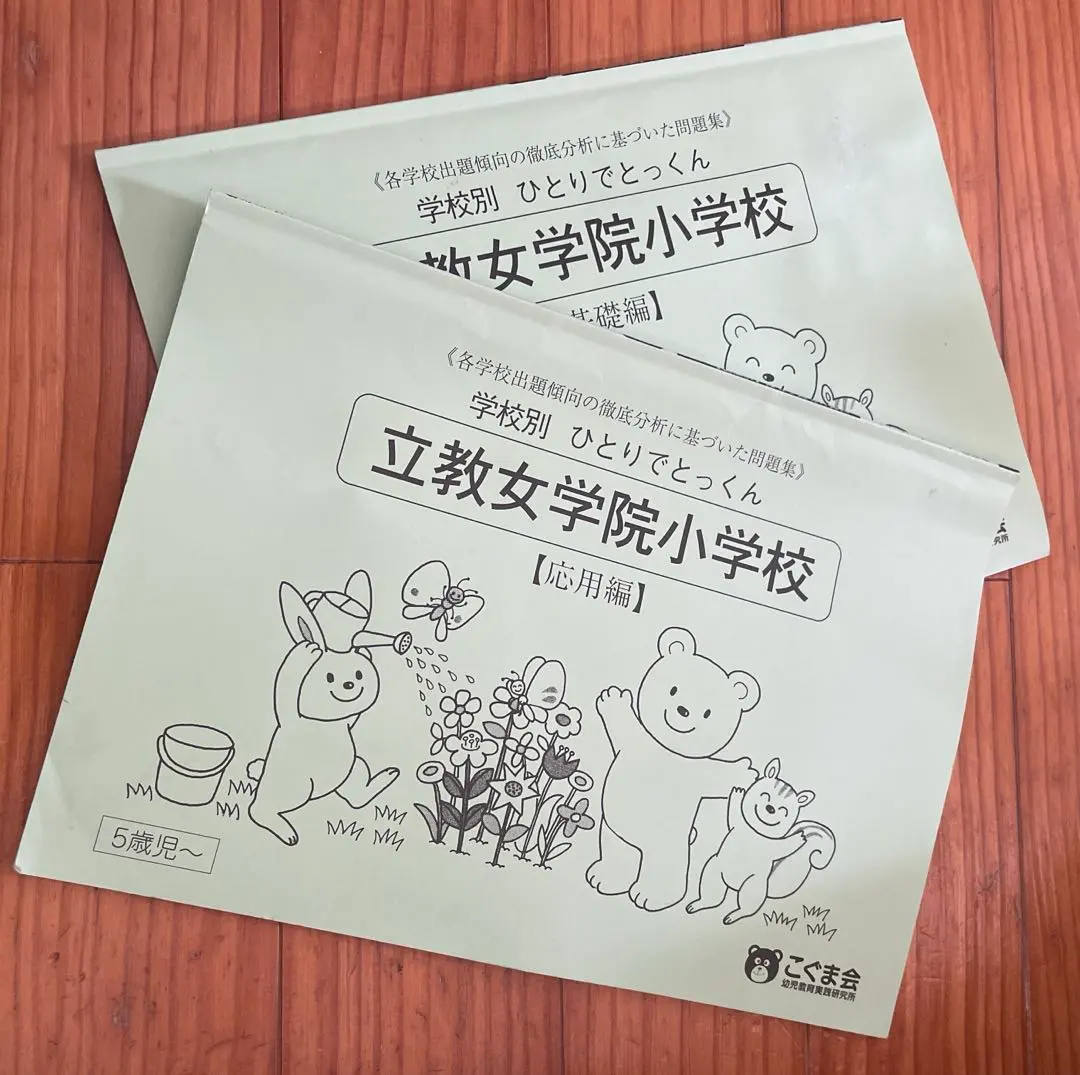 《各学校出題傾向の徹底分析に基づいた問題集》
学校別 ひとりでとっくん
教女学院小学校
基礎編】
究所
《各学校出題傾向の徹底分析に基づいた問題集》
学校別 ひとりでとっくん
立教女学院小学校
【応用編】
5歳児〜
こぐま会
幼児教育実践研究所